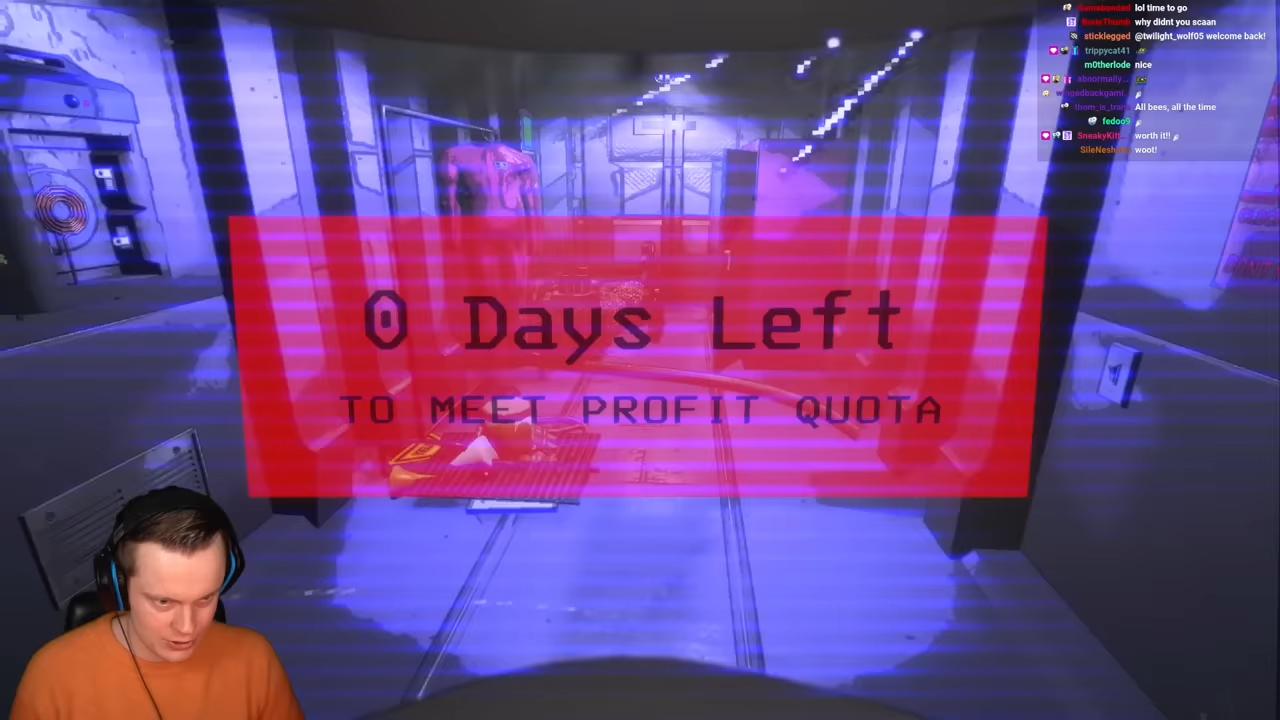 lol time to go
why didnt you scaan
sticklegged @twilight_wolf05 welcome back!
trippycat41
m0therlode nice
abnormally...
All bees, all the time
fedoo9
worth it!!
woot!
0 Days Left
TO MEET PROFIT QUOTA